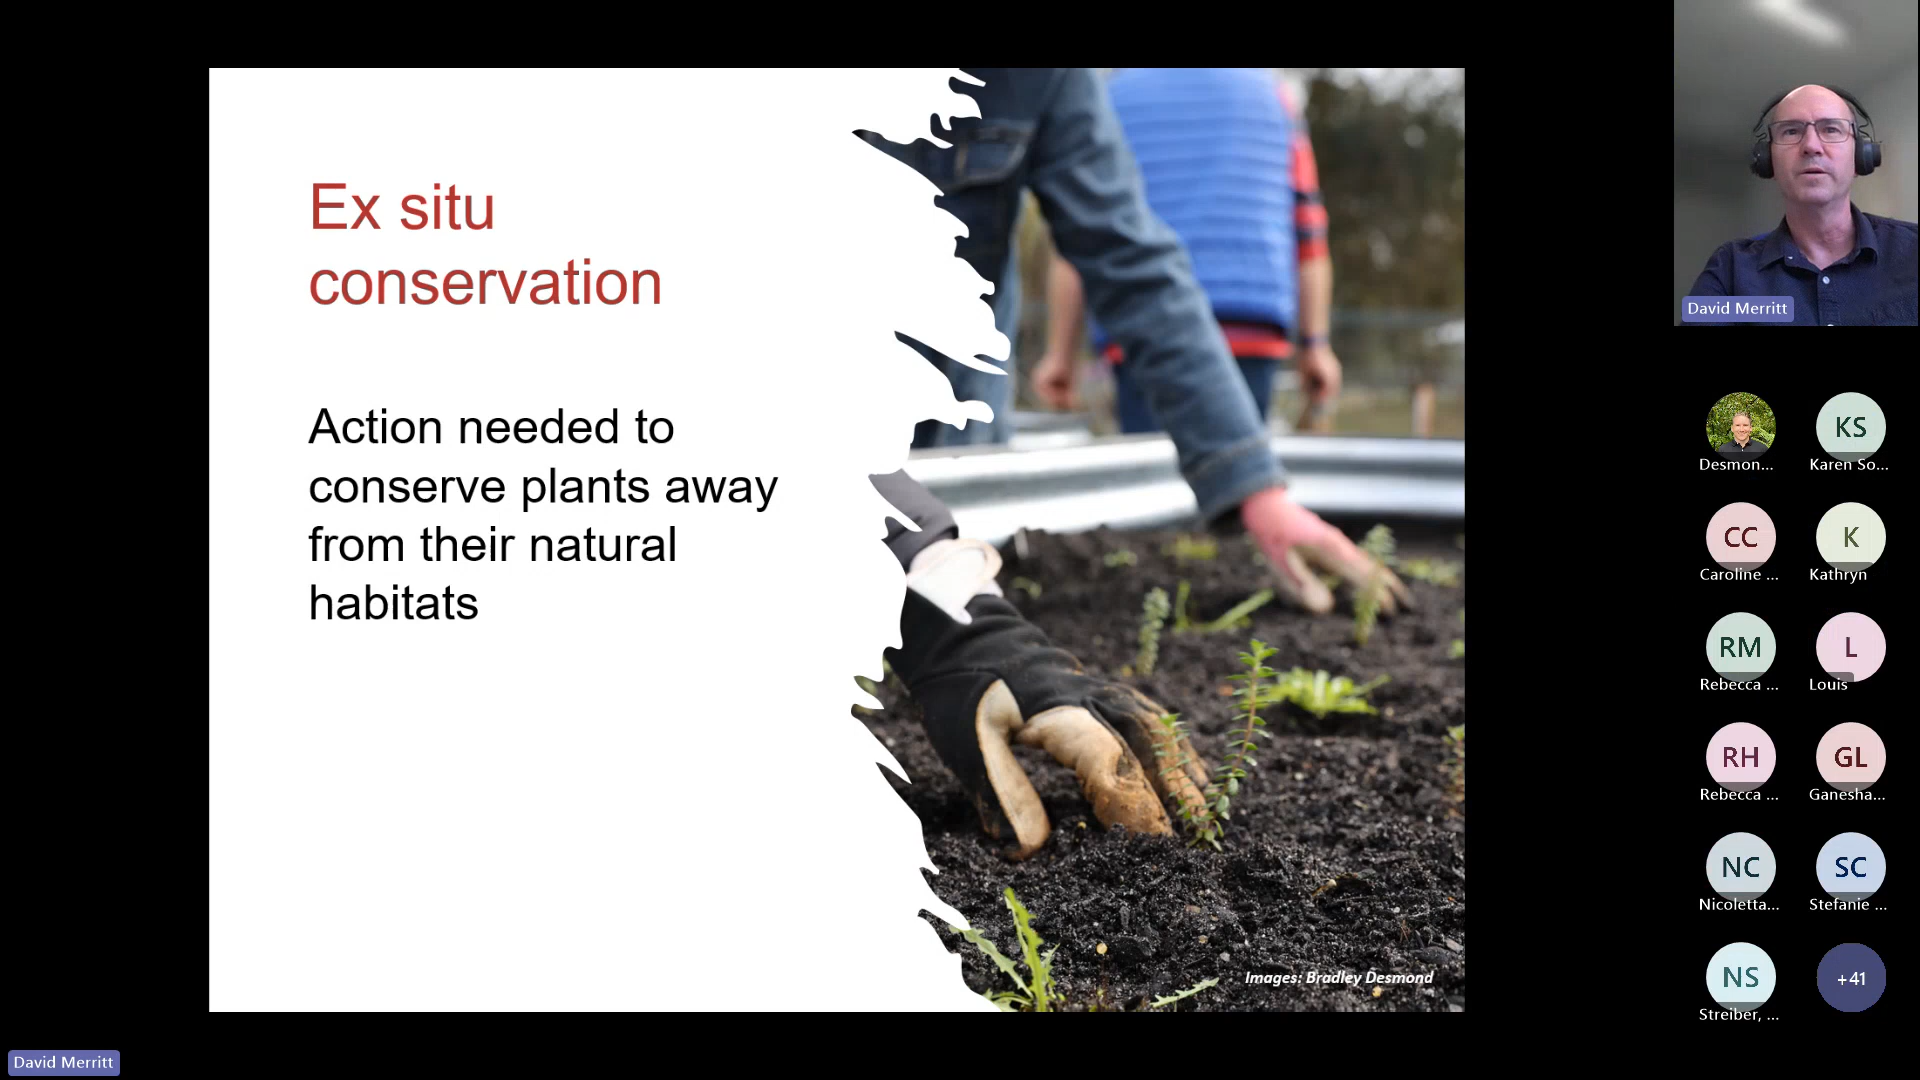 Ex situ
conservation
Action needed to
conserve plants away
from their natural
habitats
Images: Bradley Desmond
David Merritt
Desmon...
KS
Karen So...
CC
Caroline ...
K
Kathryn
RM
Rebecca ...
L
Louis
RH
Rebecca ...
GL
Ganesha...
NC
Nicoletta...
SC
Stefanie ...
NS
Streiber, ...
+41
David Merritt